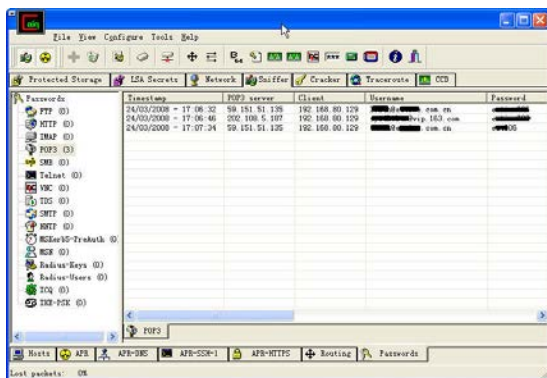 Cain
File View Configure Tools Help
Protected Storage LSA Secrets Network Sniffer Cracker Traceroute CCDU
Passwords
FTP (0)
HTTP (0)
IMAP (0)
POP3 (3)
SMB (0)
Telnet (0)
VNC (0)
TDS (0)
SMTP (0)
NNTP (0)
MSKerb5-PreAuth (0
MSN (0)
Radius-Keys (0)
Radius-Users (0)
ICQ (0)
IKE-PSK (0)
Timestamp POP3 server Client Username Password
24/03/2008 - 17:06:32 59.151.51.135 192.168.80.129 .com.cn
24/03/2008 - 17:06:46 202.108.5.107 192.168.80.129 vip.163.com
24/03/2008 - 17:07:34 59.151.51.135 192.168.80.129 .com.cn
POP3
Hosts APR APR-DNS APR-SSH-1 APR-HTTPS Routing Passwords
Lost packets: 0%